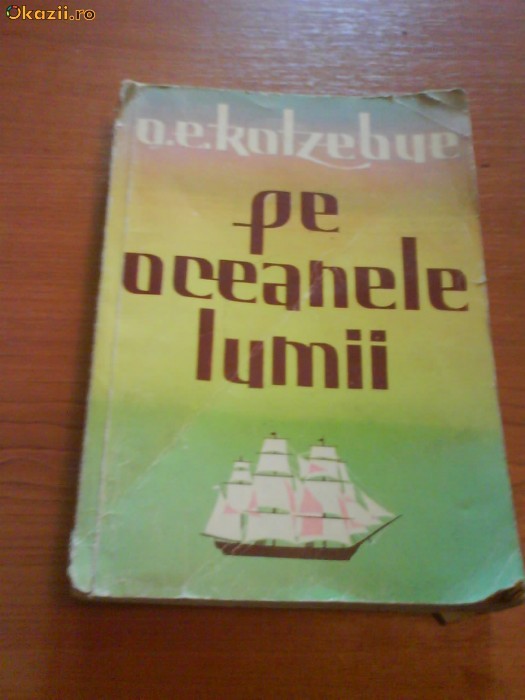 Okazii.ro
o.e.kotzebue
pe
oceanele
lumii